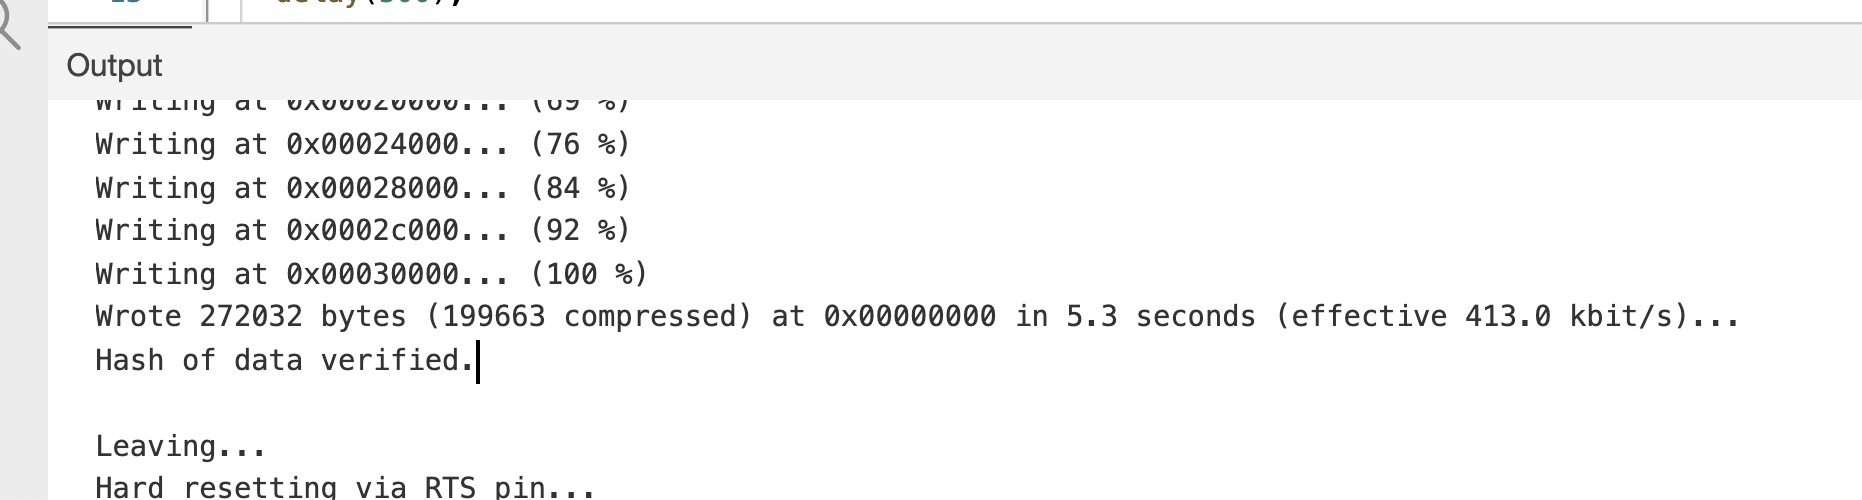 delay(500);
Output
Writing at 0x00020000... (69 %)
Writing at 0x00024000... (76 %)
Writing at 0x00028000... (84 %)
Writing at 0x0002c000... (92 %)
Writing at 0x00030000... (100 %)
Wrote 272032 bytes (199663 compressed) at 0x00000000 in 5.3 seconds (effective 413.0 kbit/s)...
Hash of data verified.
Leaving...
Hard resetting via RTS pin...